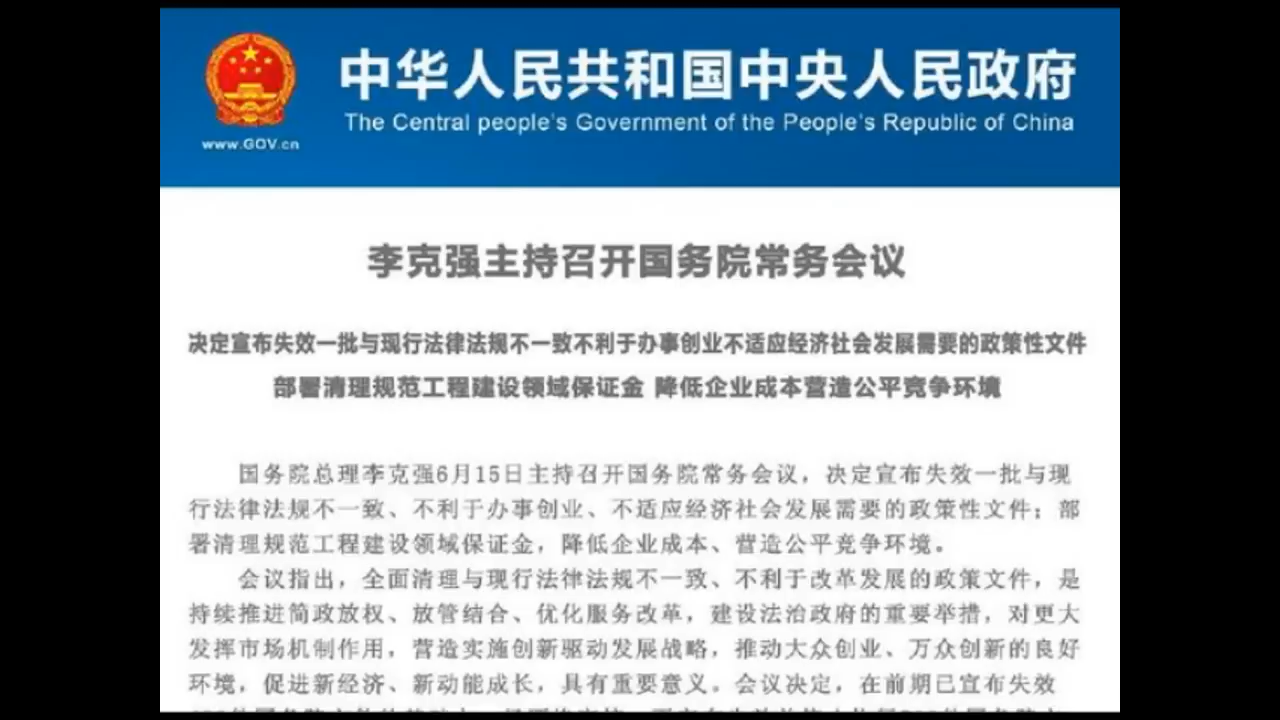 中华人民共和国中央人民政府
The Central people's Government of the People's Republic of China
www.GOV.cn
李克强主持召开国务院常务会议
决定宣布失效一批与现行法律法规不一致不利于办事创业不适应经济社会发展需要的政策性文件
部署清理规范工程建设领域保证金 降低企业成本营造公平竞争环境
国务院总理李克强6月15日主持召开国务院常务会议，决定宣布失效一批与现
行法律法规不一致、不利于办事创业、不适应经济社会发展需要的政策性文件；部
署清理规范工程建设领域保证金，降低企业成本、营造公平竞争环境。
会议指出，全面清理与现行法律法规不一致、不利于改革发展的政策文件，是
持续推进简政放权、放管结合、优化服务改革，建设法治政府的重要举措，对更大
发挥市场机制作用，营造实施创新驱动发展战略，推动大众创业、万众创新的良好
环境，促进新经济、新动能成长，具有重要意义。会议决定，在前期已宣布失效